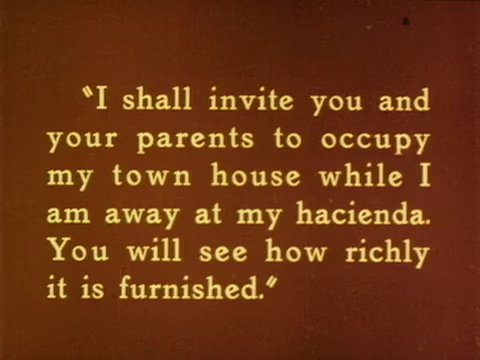 "I shall invite you and
your parents to occupy
my town house while I
am away at my hacienda.
You will see how richly
it is furnished."